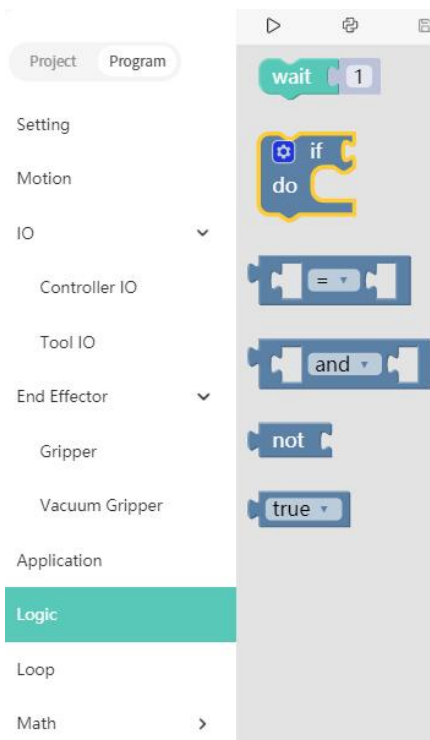 Project Program
Setting
Motion
IO
Controller IO
Tool IO
End Effector
Gripper
Vacuum Gripper
Application
Logic
Loop
Math
wait 1
if
do
=
and
not
true